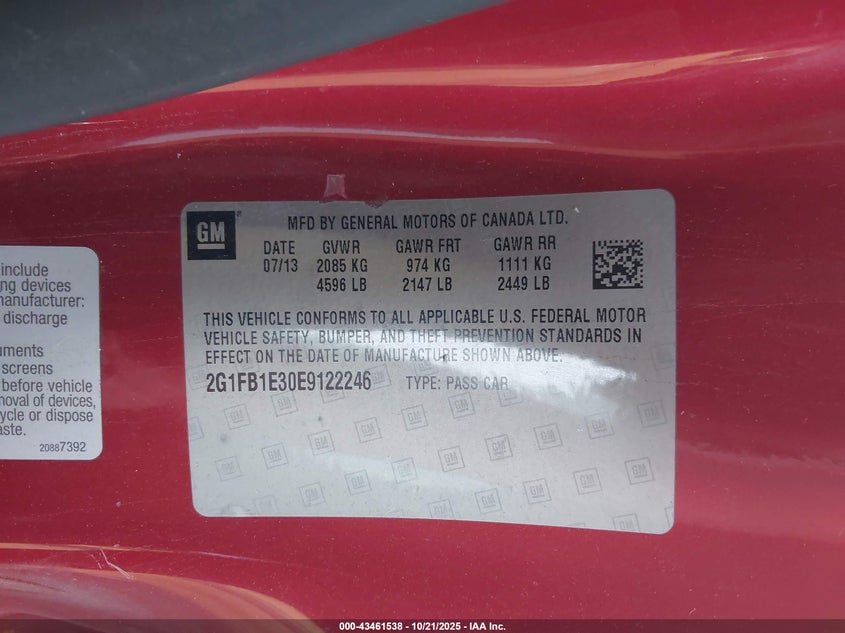 GM
®
MFD BY GENERAL MOTORS OF CANADA LTD.
DATE GVWR GAWR FRT GAWR RR
07/13 2085 KG 974 KG 1111 KG
4596 LB 2147 LB 2449 LB
THIS VEHICLE CONFORMS TO ALL APPLICABLE U.S. FEDERAL MOTOR
VEHICLE SAFETY, BUMPER, AND THEFT PREVENTION STANDARDS IN
EFFECT ON THE DATE OF MANUFACTURE SHOWN ABOVE.
2G1FB1E30E9122246 TYPE: PASS CAR
include
ing devices
manufacturer:
discharge
uments
screens
before vehicle
noval of devices,
ycle or dispose
aste.
20887392
000-43461538 - 10/21/2025 - IAA Inc.